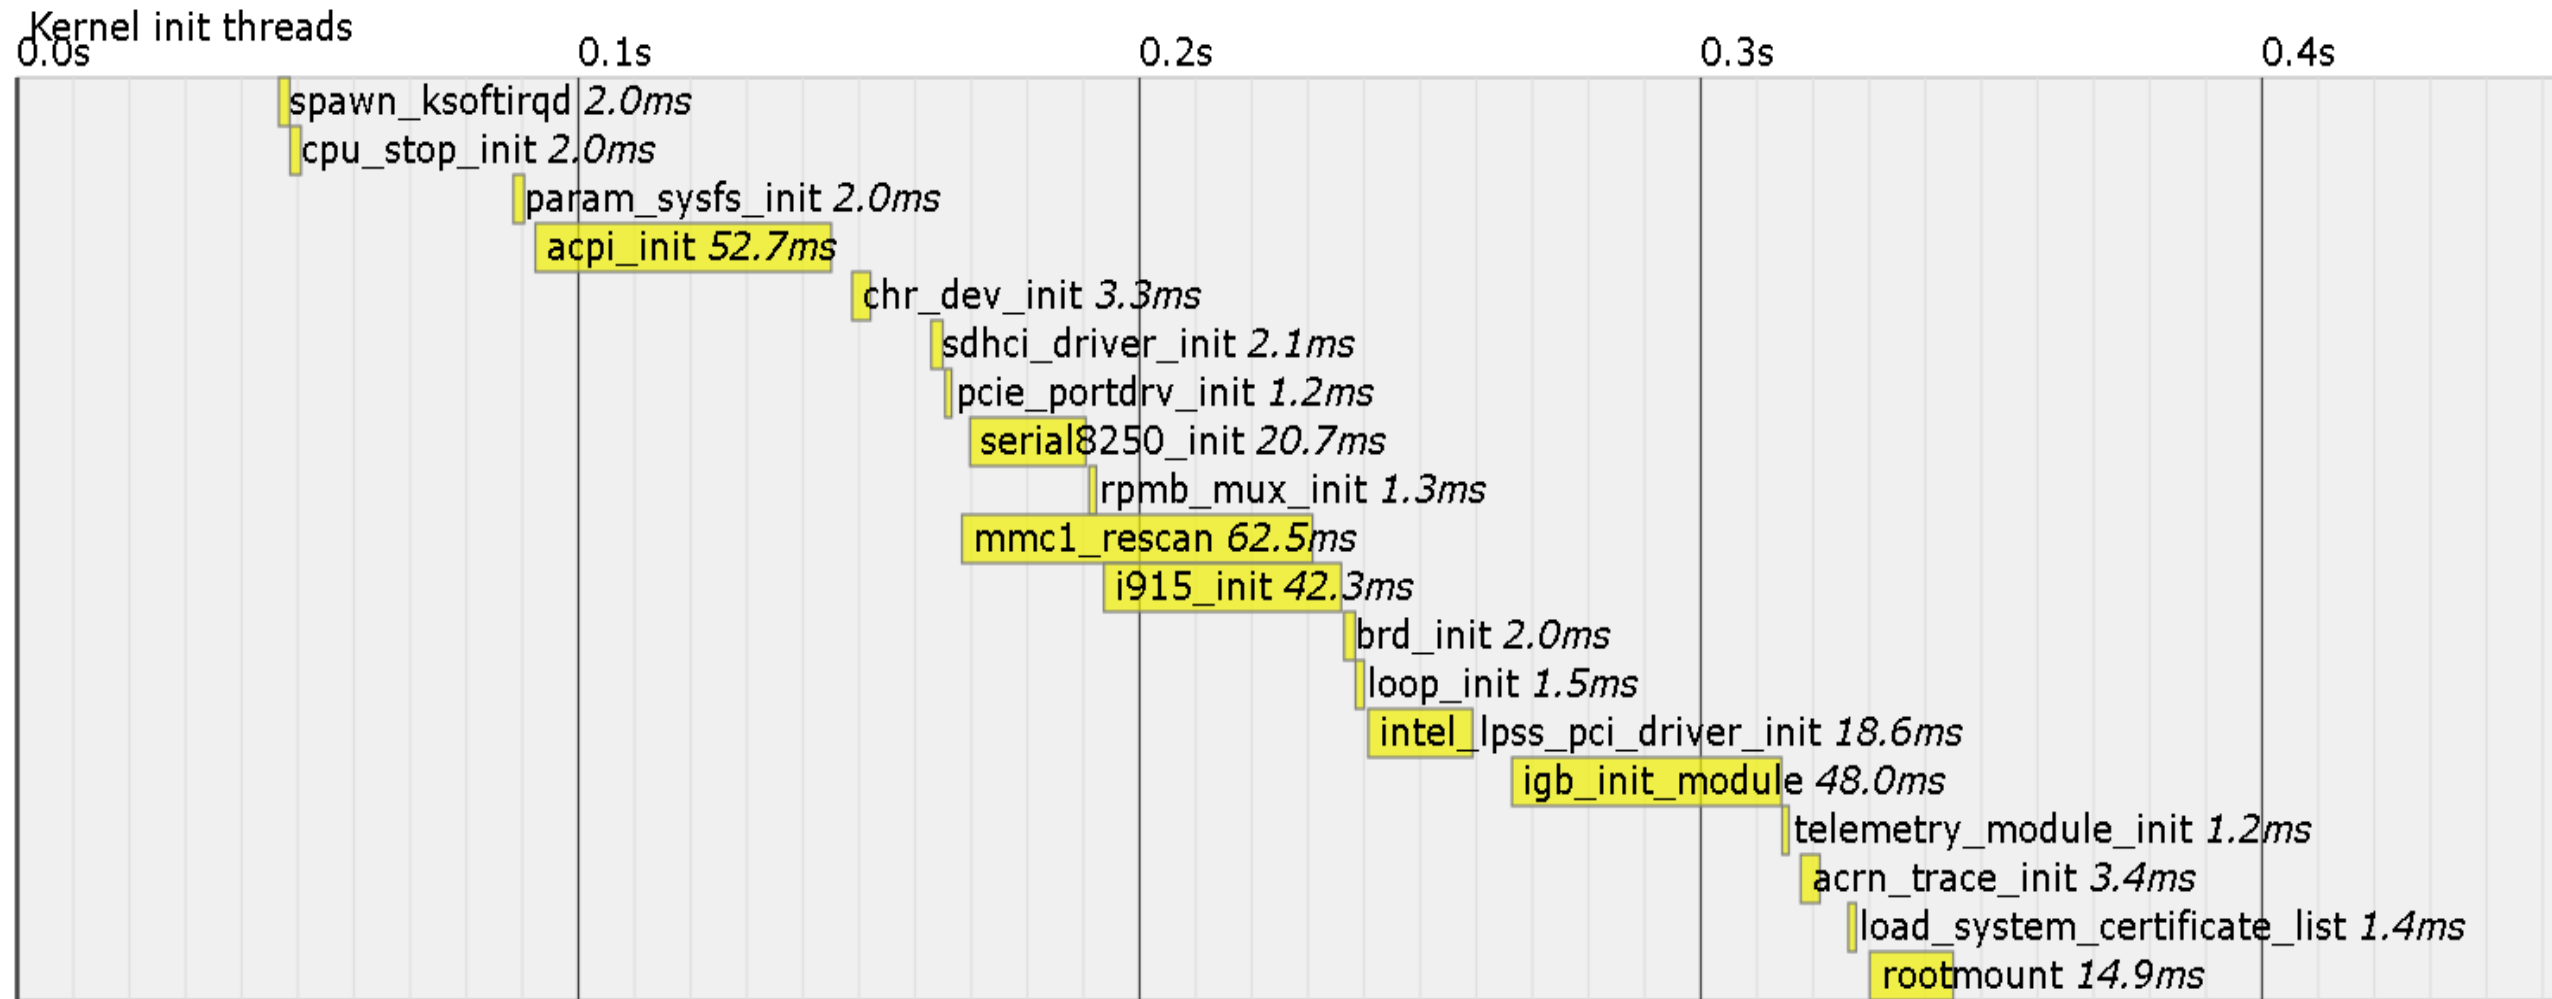 Kernel init threads
0.0s 0.1s 0.2s 0.3s 0.4s
spawn_ksoftirqd 2.0ms
cpu_stop_init 2.0ms
param_sysfs_init 2.0ms
acpi_init 52.7ms
chr_dev_init 3.3ms
sdhci_driver_init 2.1ms
pcie_portdrv_init 1.2ms
serial8250_init 20.7ms
rpmb_mux_init 1.3ms
mmc1_rescan 62.5ms
i915_init 42.3ms
brd_init 2.0ms
loop_init 1.5ms
intel_lpss_pci_driver_init 18.6ms
igb_init_module 48.0ms
telemetry_module_init 1.2ms
acrn_trace_init 3.4ms
load_system_certificate_list 1.4ms
rootmount 14.9ms